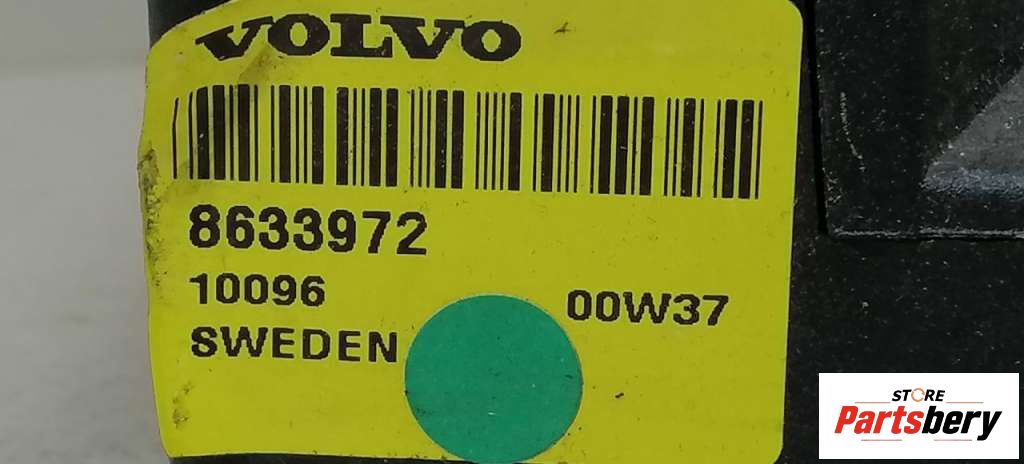 VOLVO
8633972
10096
00W37
SWEDEN
STORE
Partsbery